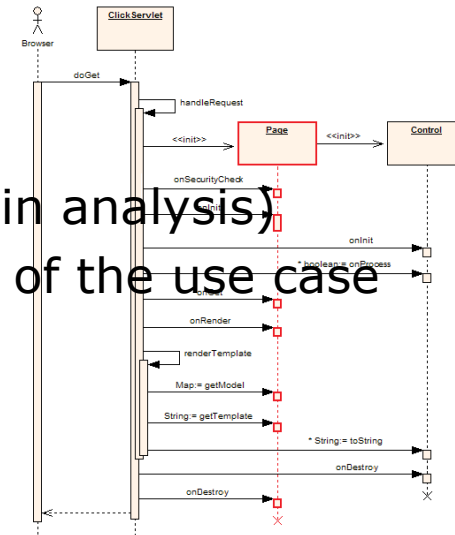 ClickServlet
Browser
doGet
handleRequest
<<init>>
Page
<<init>>
Control
onSecurityCheck
in analysis)
onInit
onInit
* boolean:= onProcess
of the use case
onGet
onRender
renderTemplate
Map:= getModel
String:= getTemplate
* String:= toString
onDestroy
onDestroy